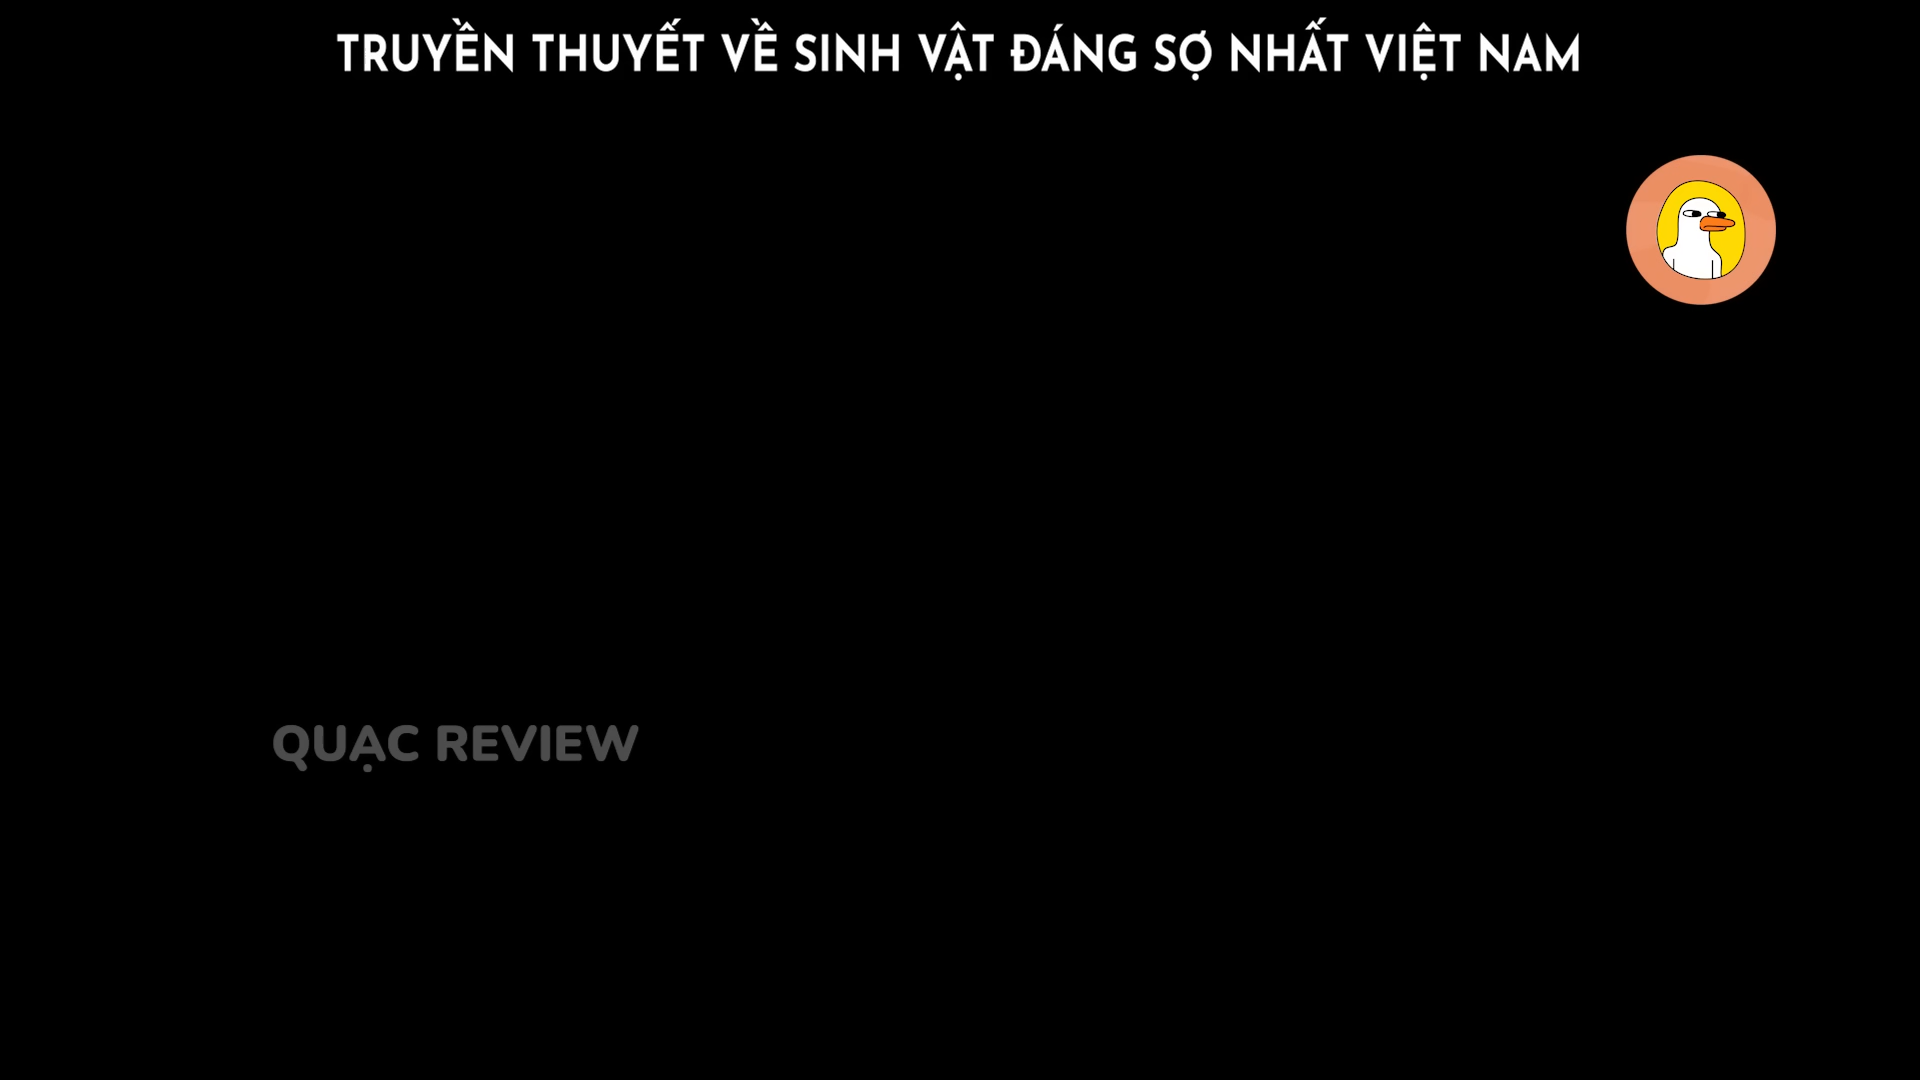 TRUYỀN THUYẾT VỀ SINH VẬT ĐÁNG SỢ NHẤT VIỆT NAM
QUẠC REVIEW